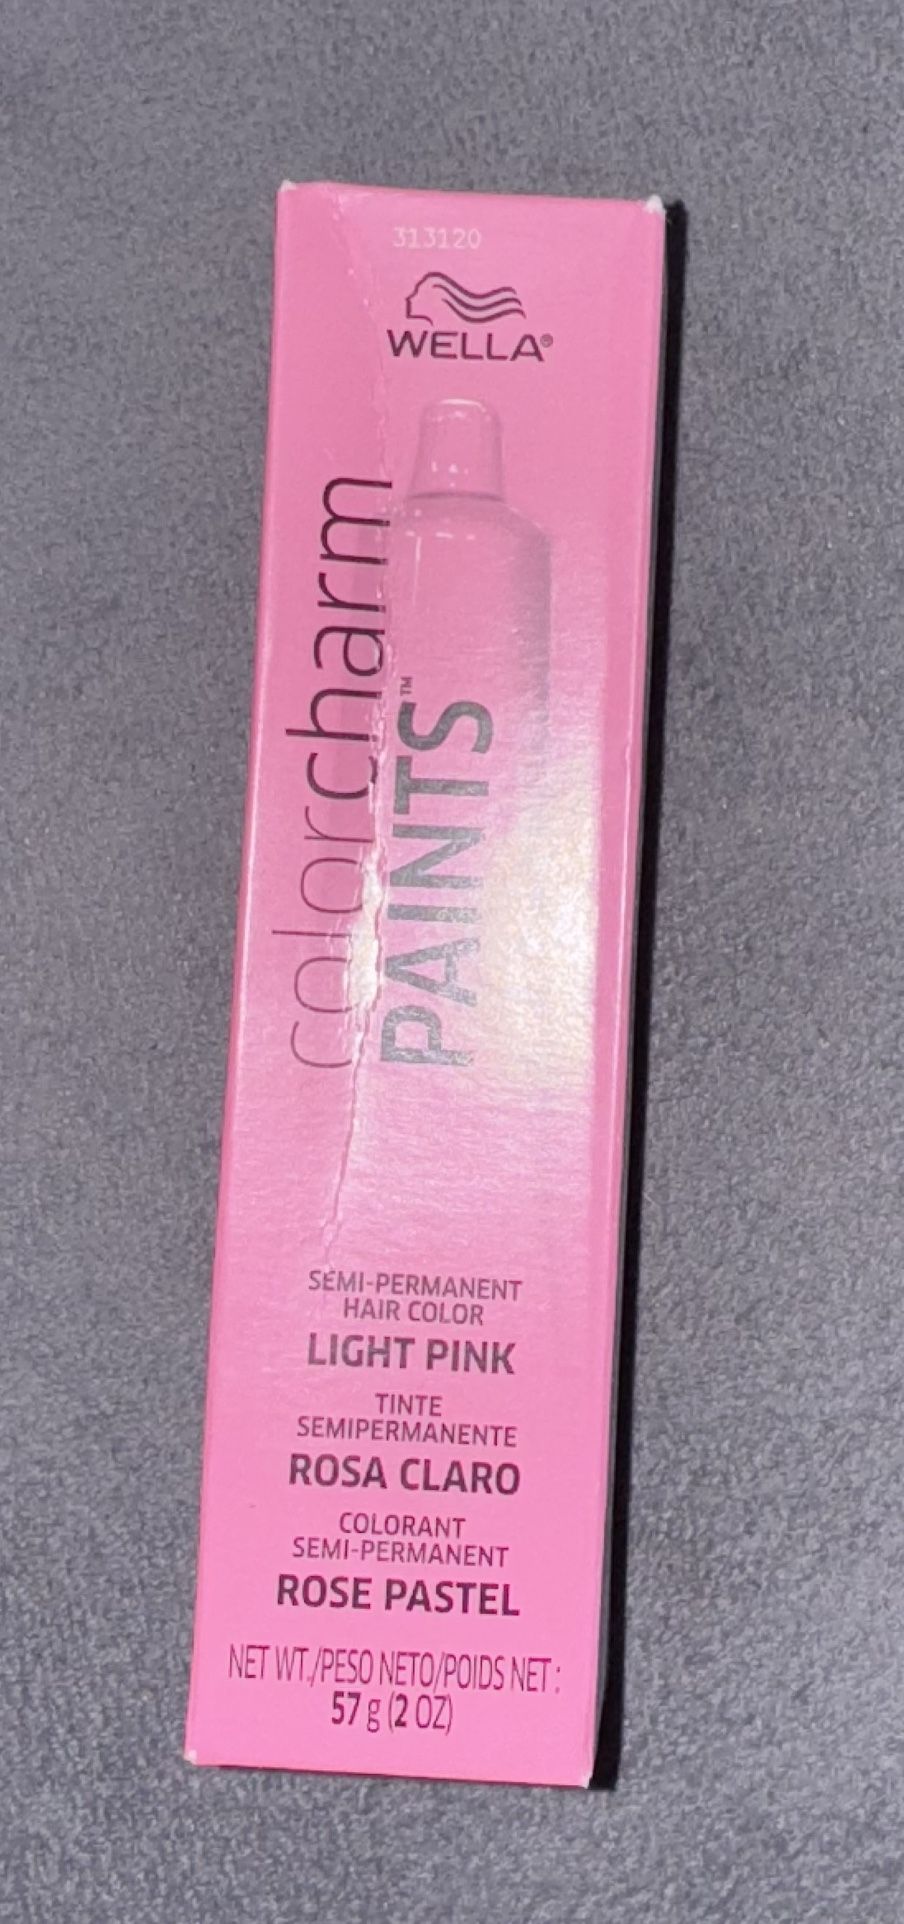 313120
WELLA®
colorcharm
PAINTS™
SEMI-PERMANENT
HAIR COLOR
LIGHT PINK
TINTE
SEMIPERMANENTE
ROSA CLARO
COLORANT
SEMI-PERMANENT
ROSE PASTEL
NET WT./PESO NETO/POIDS NET :
57 g (2 OZ)